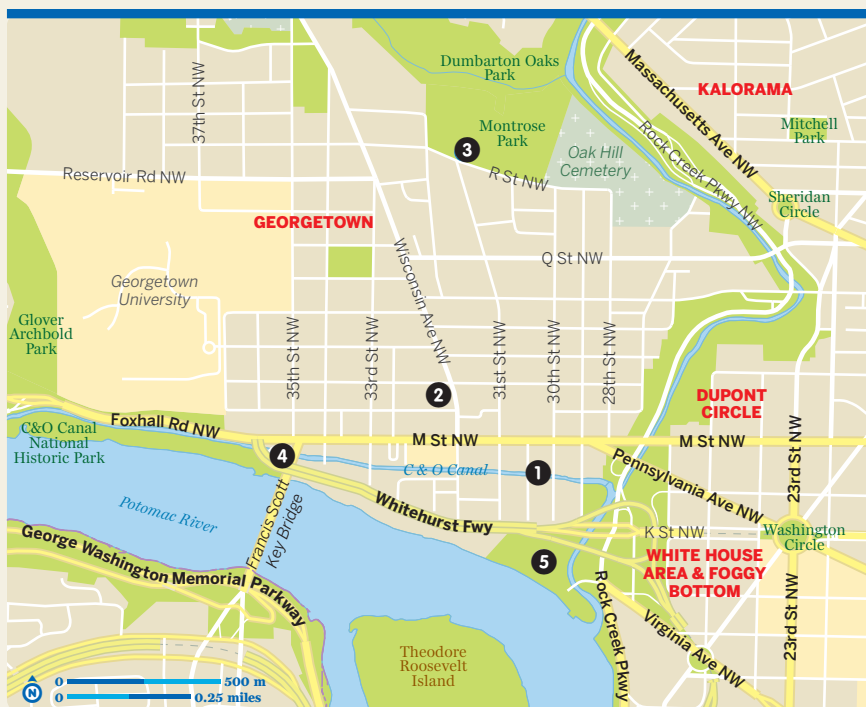 Dumbarton Oaks
Park
Massachusetts Ave NW
KALORAMA
37th St NW
Montrose
Park
Mitchell
Park
3
Oak Hill
Cemetery
Rock Creek Pkwy NW
Reservoir Rd NW
R St NW
Sheridan
Circle
GEORGETOWN
Wisconsin Ave NW
Q St NW
Georgetown
University
Glover
Archbold
Park
35th St NW
33rd St NW
31st St NW
30th St NW
28th St NW
2
DUPONT
CIRCLE
C&O Canal
National
Historic Park
Foxhall Rd NW
M St NW
M St NW
4
C & O Canal
1
Pennsylvania Ave NW
23rd St NW
Potomac River
Francis Scott
Key Bridge
Whitehurst Fwy
K St NW
Washington
Circle
George Washington Memorial Parkway
5
WHITE HOUSE
AREA & FOGGY
BOTTOM
Rock Creek Pkwy
Virginia Ave NW
23rd St NW
Theodore
Roosevelt
Island
N
0 500 m
0 0.25 miles